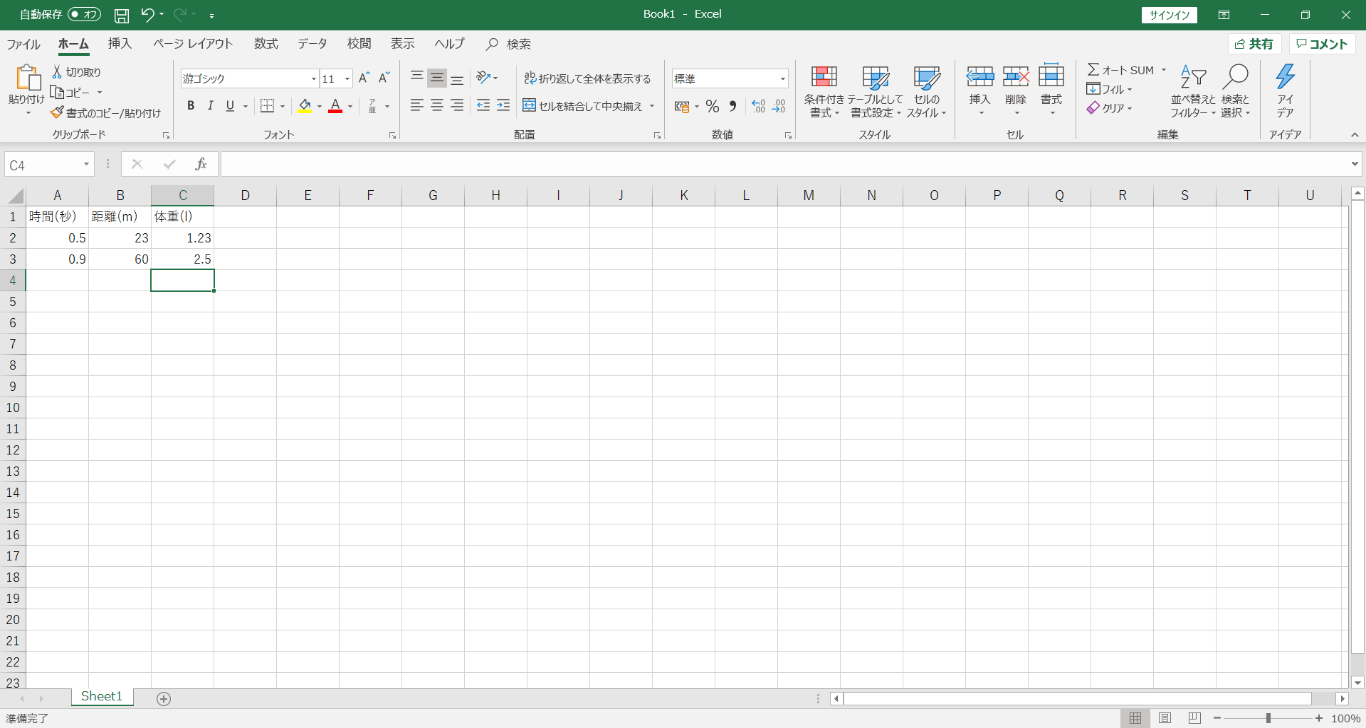 自動保存 オフ Book1 - Excel サインイン
ファイル ホーム 挿入 ページ レイアウト 数式 データ 校閲 表示 ヘルプ 検索 共有 コメント
貼り付け
切り取り
コピー
書式のコピー/貼り付け
クリップボード
游ゴシック 11 A A
B I U A 亜
フォント
折り返して全体を表示する
セルを結合して中央揃え
配置
標準
% , .00
数値
条件付き書式
テーブルとして書式設定
セルのスタイル
スタイル
挿入 削除 書式
セル
オート SUM
フィル
クリア
並べ替えとフィルター
検索と選択
編集
アイデア
アイデア
C4 fx
A B C D E F G H I J K L M N O P Q R S T U
1 時間(秒) 距離(m) 体重(l)
2 0.5 23 1.23
3 0.9 60 2.5
4
5
6
7
8
9
10
11
12
13
14
15
16
17
18
19
20
21
22
23
Sheet1
準備完了 100%